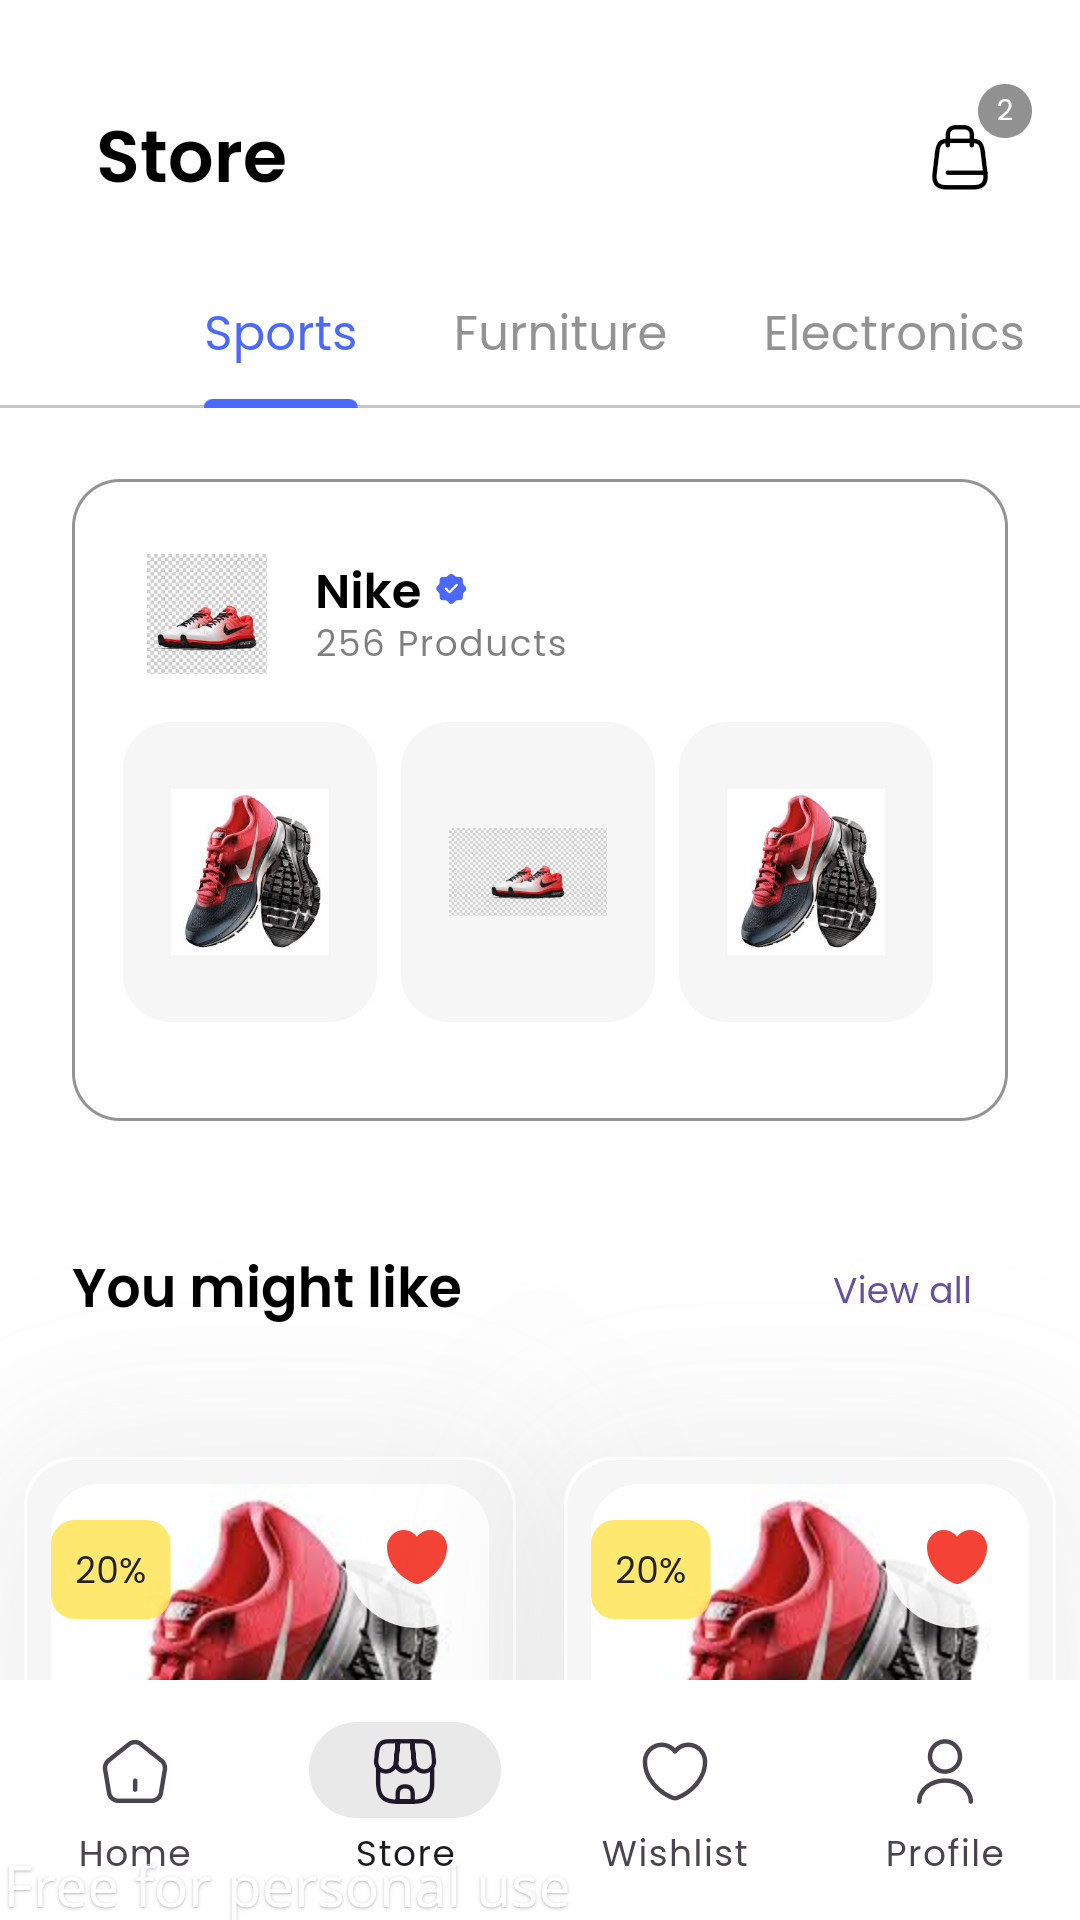 Store
2
Sports Furniture Electronics
Nike
256 Products
You might like
View all
20%
20%
Home Store Wishlist Profile
Free for personal use